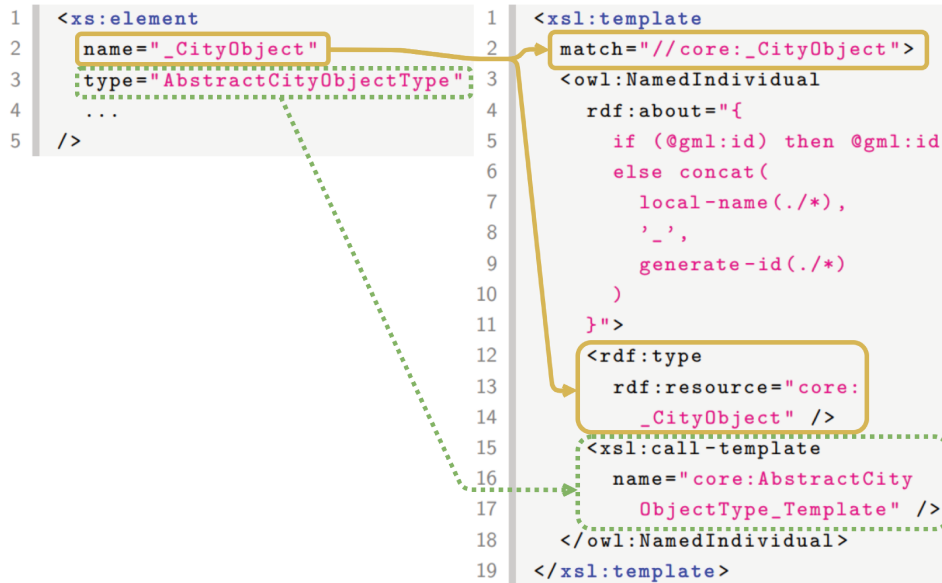 1 <xs:element
2 name="_CityObject"
3 type="AbstractCityObjectType"
4 ...
5 />
1 <xsl:template
2 match="//core:_CityObject">
3 <owl:NamedIndividual
4 rdf:about="{
5 if (@gml:id) then @gml:id
6 else concat(
7 local-name(./*),
8 '_',
9 generate-id(./*)
10 )
11 }">
12 <rdf:type
13 rdf:resource="core:
14 _CityObject" />
15 <xsl:call-template
16 name="core:AbstractCity
17 ObjectType_Template" />
18 </owl:NamedIndividual>
19 </xsl:template>